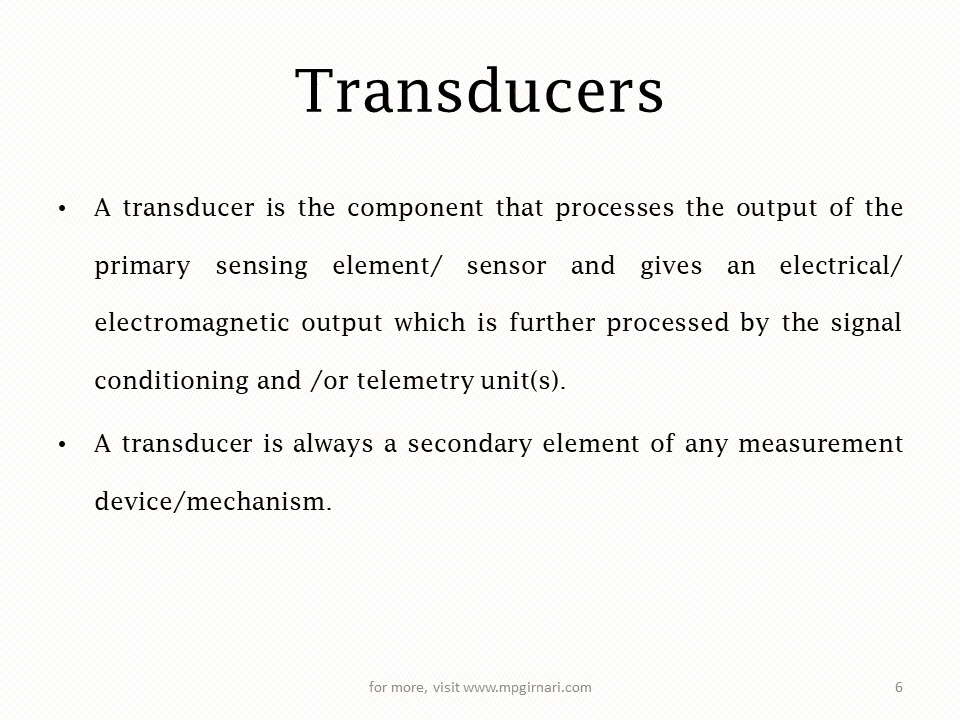 Transducers
• A transducer is the component that processes the output of the
primary sensing element/ sensor and gives an electrical/
electromagnetic output which is further processed by the signal
conditioning and /or telemetry unit(s).
• A transducer is always a secondary element of any measurement
device/mechanism.
for more, visit www.mpgirnari.com 6